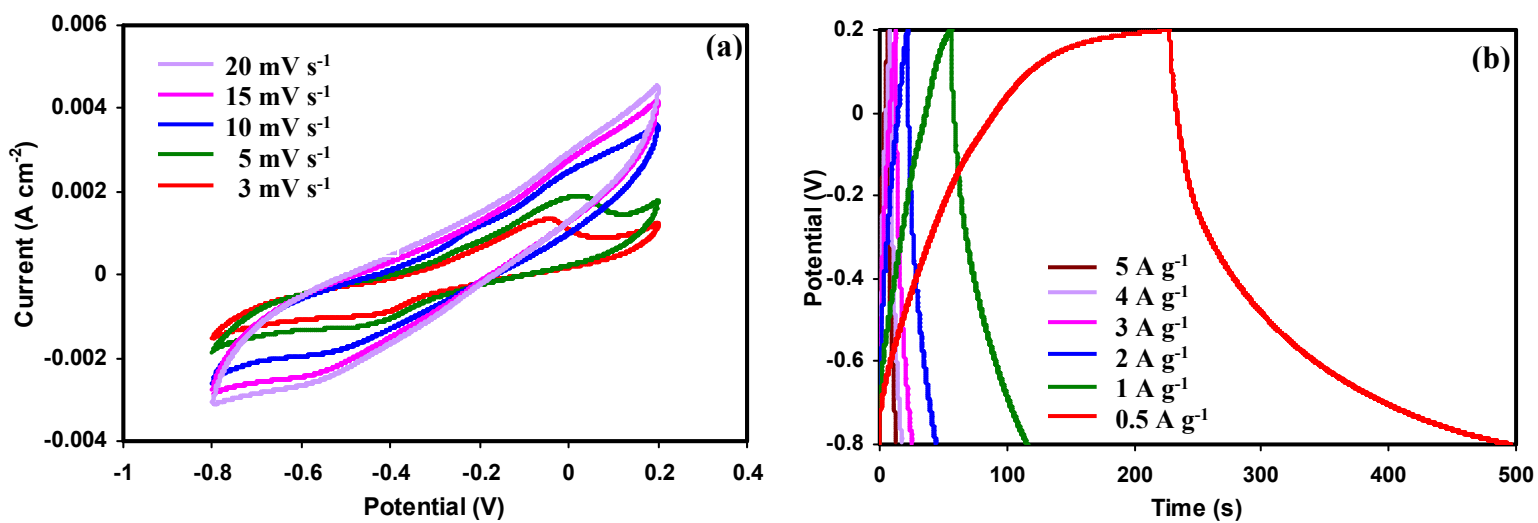 (a)
0.006
0.004
0.002
0
-0.002
-0.004
-1
-0.8
-0.6
-0.4
-0.2
0
0.2
0.4
Current (A cm⁻²)
Potential (V)
20 mV s⁻¹
15 mV s⁻¹
10 mV s⁻¹
5 mV s⁻¹
3 mV s⁻¹
(b)
0.2
0
-0.2
-0.4
-0.6
-0.8
0
100
200
300
400
500
Potential (V)
Time (s)
5 A g⁻¹
4 A g⁻¹
3 A g⁻¹
2 A g⁻¹
1 A g⁻¹
0.5 A g⁻¹